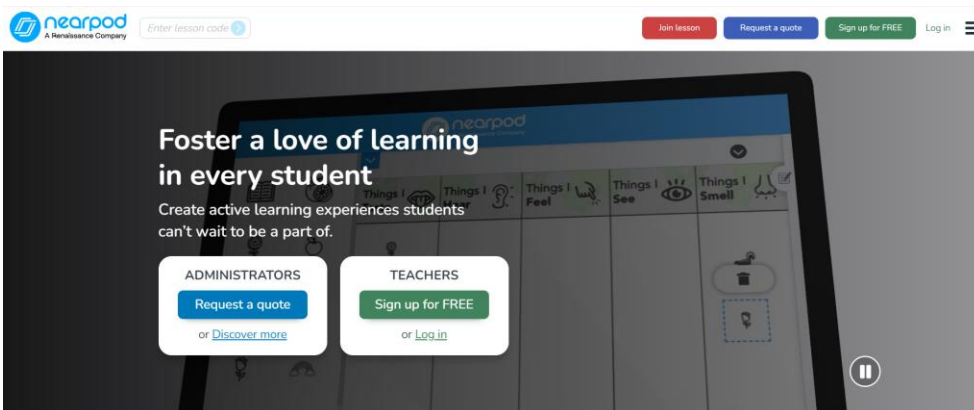 nearpod
A Renaissance Company
Enter lesson code
Join lesson
Request a quote
Sign up for FREE
Log in
nearpod
Foster a love of learning
in every student
Create active learning experiences students
can't wait to be a part of.
Things I
Things I
Hear
Things I
Feel
Things I
See
Things I
Smell
ADMINISTRATORS
Request a quote
or Discover more
TEACHERS
Sign up for FREE
or Log in